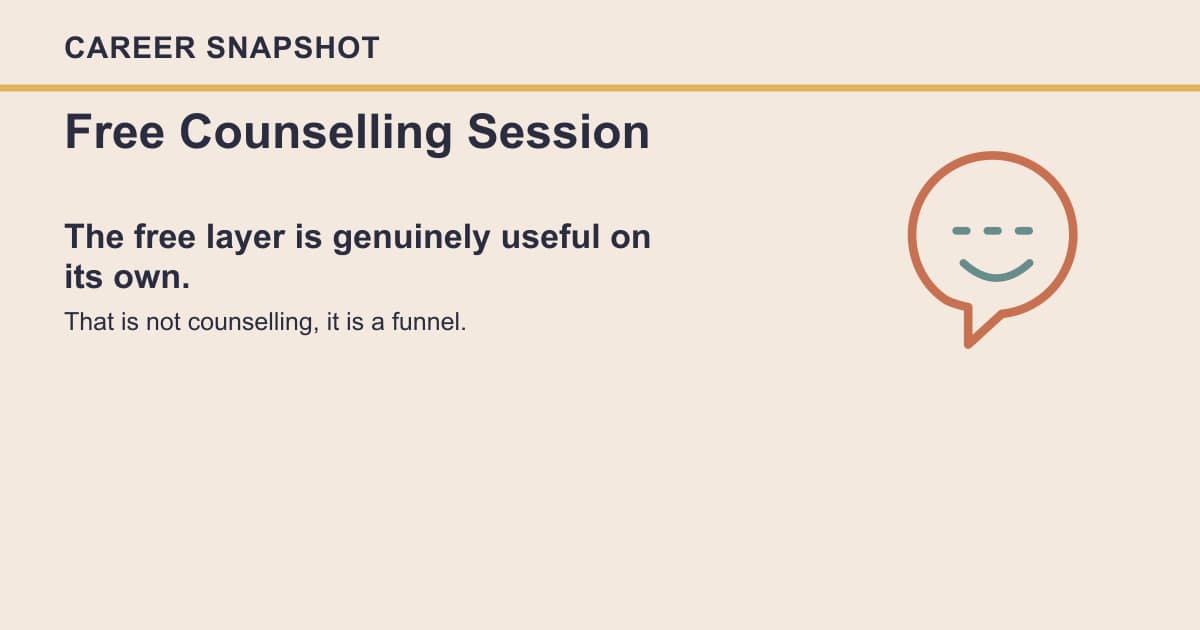 CAREER SNAPSHOT
Free Counselling Session
The free layer is genuinely useful on
its own.
That is not counselling, it is a funnel.